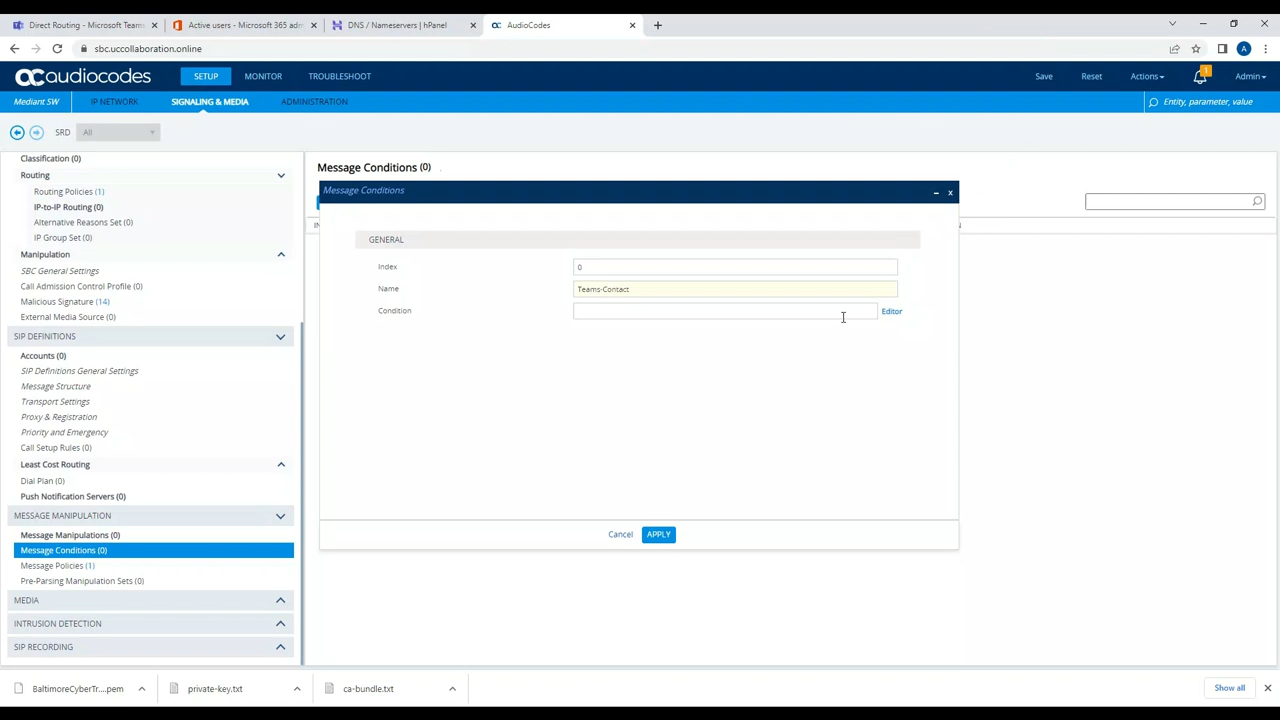 Direct Routing - Microsoft Teams
Active users - Microsoft 365 adm
DNS / Nameservers | hPanel
AudioCodes
sbc.uccollaboration.online
A
audiocodes
SETUP
MONITOR
TROUBLESHOOT
Save
Reset
Actions
1
Admin
Mediant SW
IP NETWORK
SIGNALING & MEDIA
ADMINISTRATION
Entity, parameter, value
SRD
All
Classification (0)
Routing
Routing Policies (1)
IP-to-IP Routing (0)
Alternative Reasons Set (0)
IP Group Set (0)
Manipulation
SBC General Settings
Call Admission Control Profile (0)
Malicious Signature (14)
External Media Source (0)
SIP DEFINITIONS
Accounts (0)
SIP Definitions General Settings
Message Structure
Transport Settings
Proxy & Registration
Priority and Emergency
Call Setup Rules (0)
Least Cost Routing
Dial Plan (0)
Push Notification Servers (0)
MESSAGE MANIPULATION
Message Manipulations (0)
Message Conditions (0)
Message Policies (1)
Pre-Parsing Manipulation Sets (0)
MEDIA
INTRUSION DETECTION
SIP RECORDING
Message Conditions (0)
Message Conditions
x
GENERAL
Index
0
Name
Teams-Contact
Condition
Editor
Cancel
APPLY
BaltimoreCyberTr....pem
private-key.txt
ca-bundle.txt
Show all